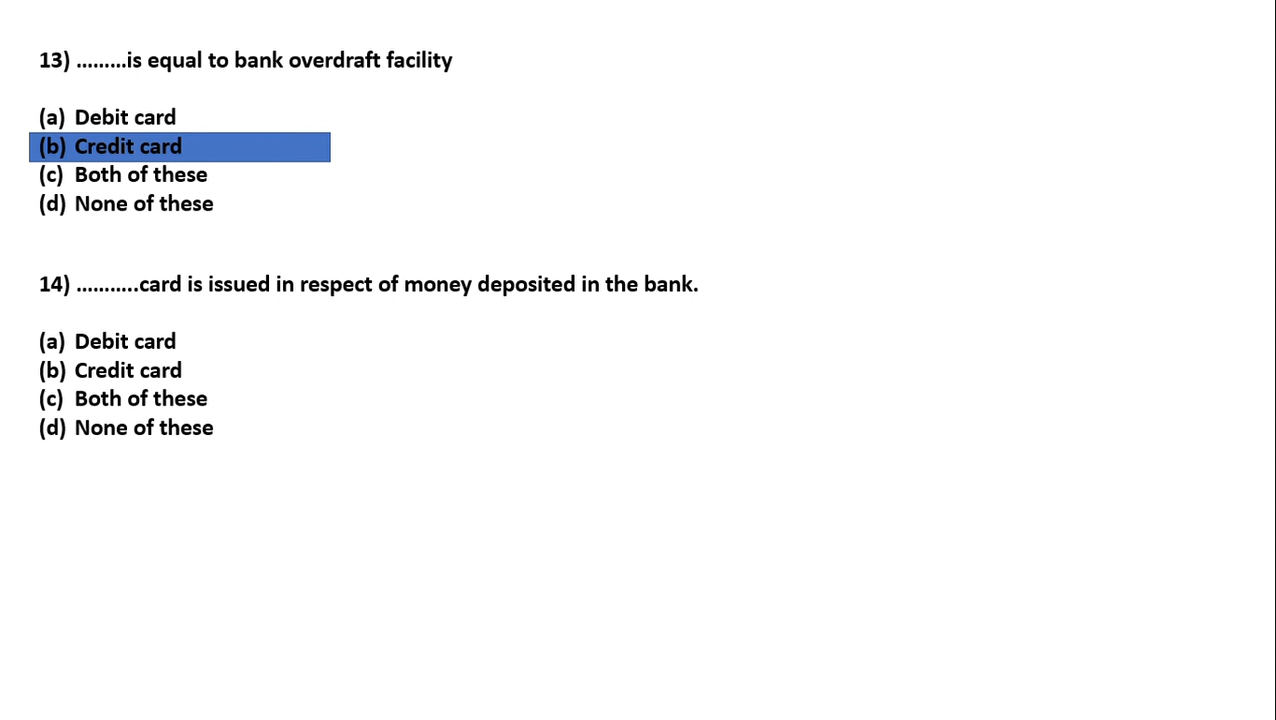 13) .........is equal to bank overdraft facility
(a) Debit card
(b) Credit card
(c) Both of these
(d) None of these
14) ...........card is issued in respect of money deposited in the bank.
(a) Debit card
(b) Credit card
(c) Both of these
(d) None of these